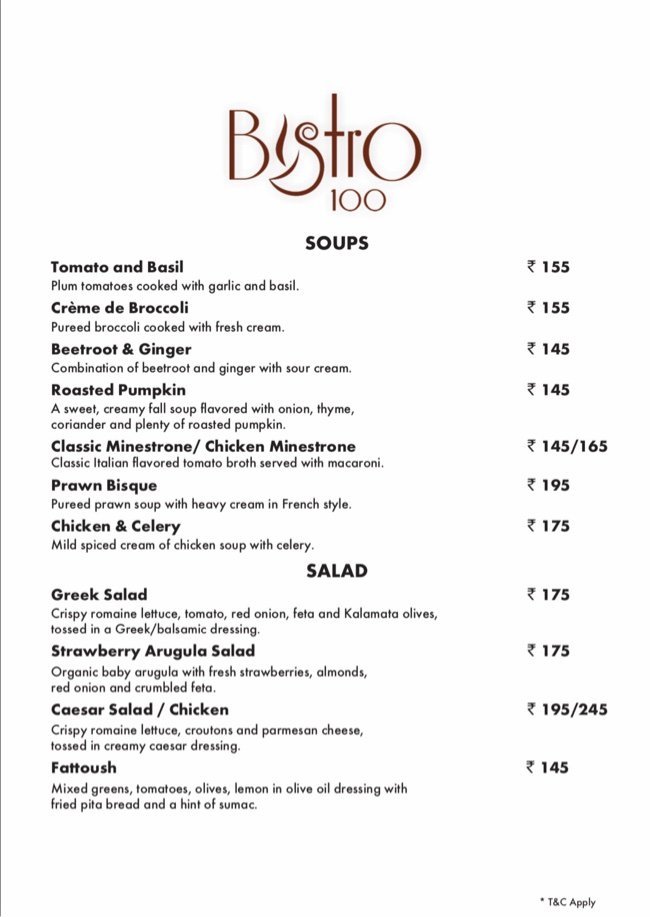 Bistro
100
SOUPS
Tomato and Basil ₹ 155
Plum tomatoes cooked with garlic and basil.
Crème de Broccoli ₹ 155
Pureed broccoli cooked with fresh cream.
Beetroot & Ginger ₹ 145
Combination of beetroot and ginger with sour cream.
Roasted Pumpkin ₹ 145
A sweet, creamy fall soup flavored with onion, thyme,
coriander and plenty of roasted pumpkin.
Classic Minestrone/ Chicken Minestrone ₹ 145/165
Classic Italian flavored tomato broth served with macaroni.
Prawn Bisque ₹ 195
Pureed prawn soup with heavy cream in French style.
Chicken & Celery ₹ 175
Mild spiced cream of chicken soup with celery.
SALAD
Greek Salad ₹ 175
Crispy romaine lettuce, tomato, red onion, feta and Kalamata olives,
tossed in a Greek/balsamic dressing.
Strawberry Arugula Salad ₹ 175
Organic baby arugula with fresh strawberries, almonds,
red onion and crumbled feta.
Caesar Salad / Chicken ₹ 195/245
Crispy romaine lettuce, croutons and parmesan cheese,
tossed in creamy caesar dressing.
Fattoush ₹ 145
Mixed greens, tomatoes, olives, lemon in olive oil dressing with
fried pita bread and a hint of sumac.
* T&C Apply